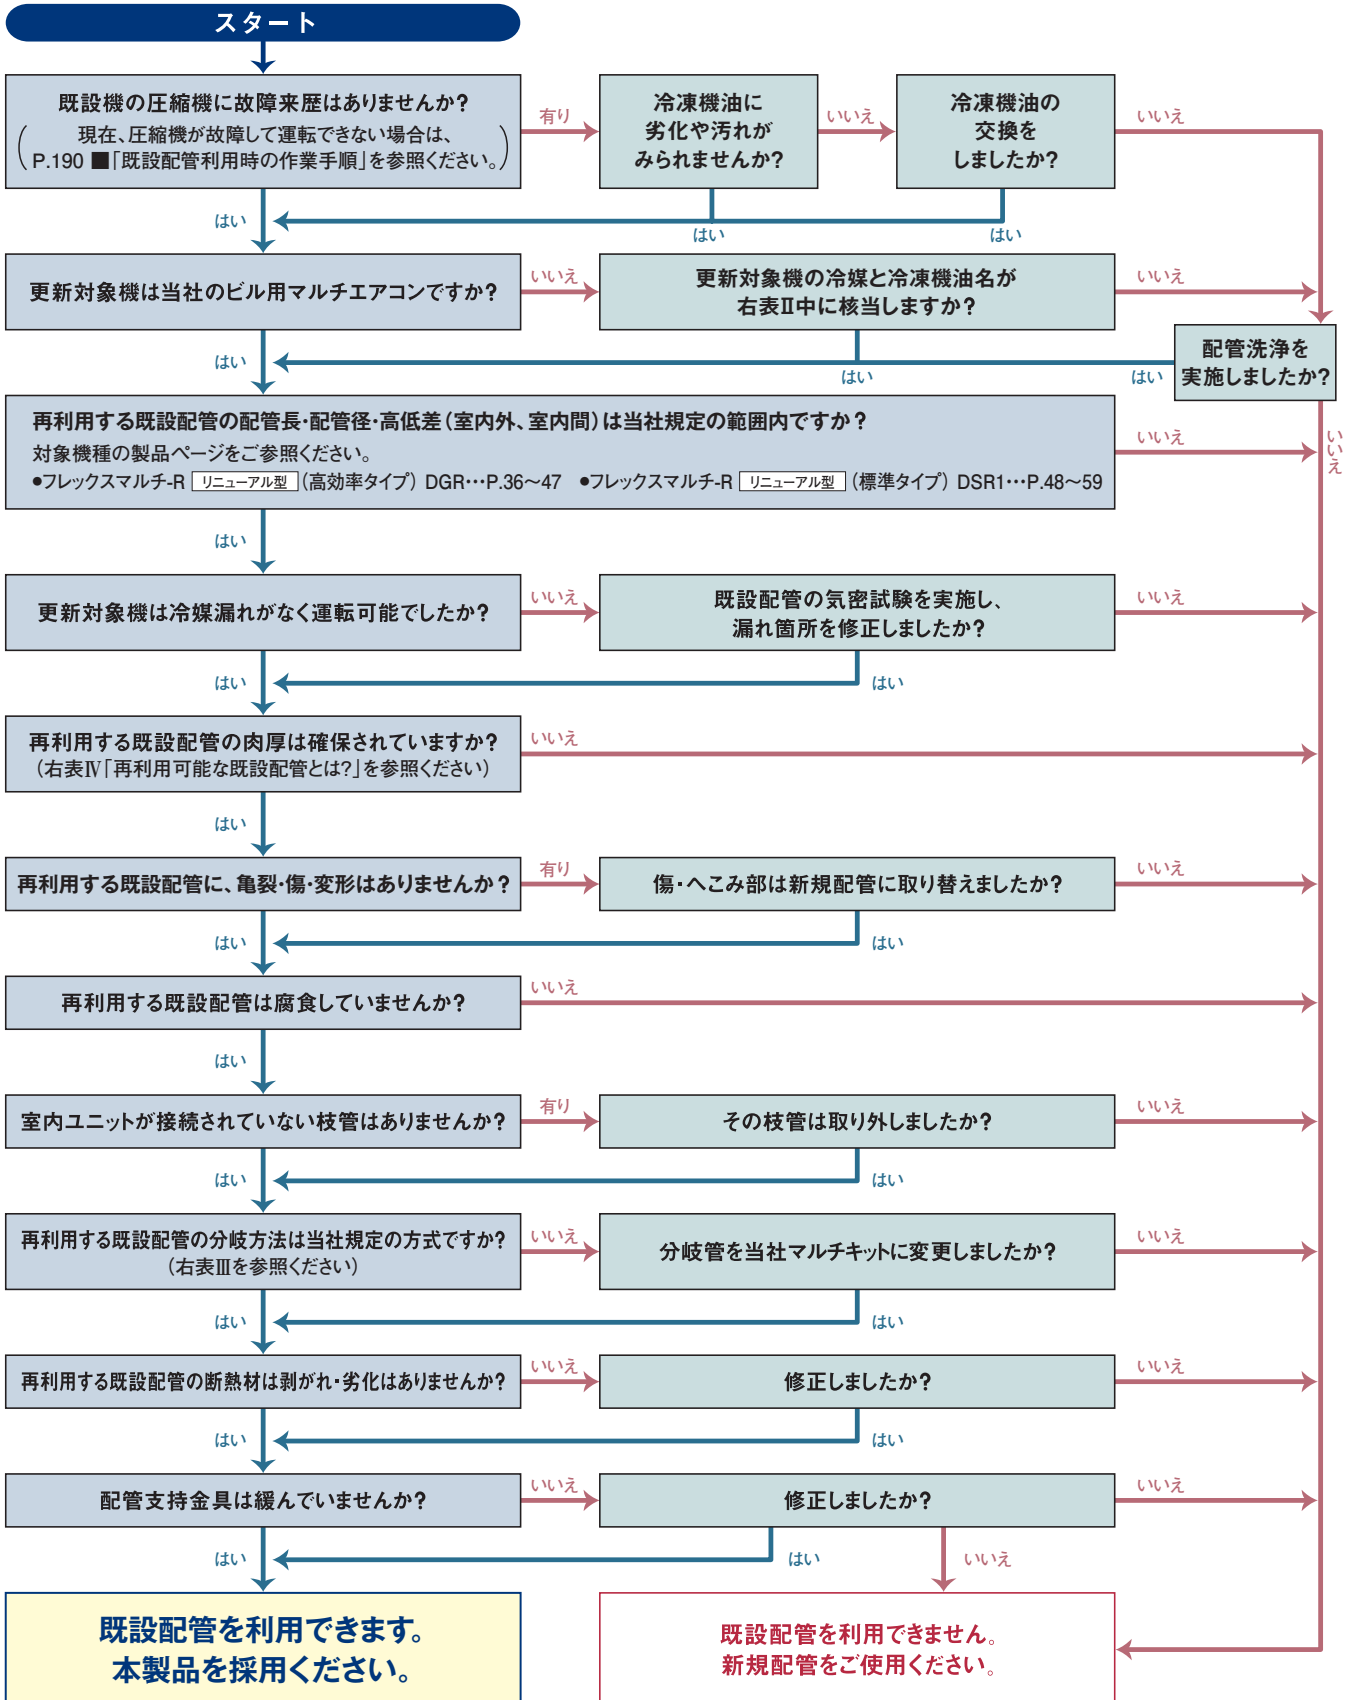 スタート
既設機の圧縮機に故障来歴はありませんか?
現在、圧縮機が故障して運転できない場合は、
P.190 ■「既設配管利用時の作業手順」を参照ください。
有り
冷凍機油に
劣化や汚れが
みられませんか?
いいえ
冷凍機油の
交換を
しましたか?
いいえ
はい
はい
はい
更新対象機は当社のビル用マルチエアコンですか?
いいえ
更新対象機の冷媒と冷凍機油名が
右表Ⅱ中に核当しますか?
いいえ
配管洗浄を
実施しましたか?
はい
はい
はい
いいえ
再利用する既設配管の配管長・配管径・高低差(室内外、室内間)は当社規定の範囲内ですか?
対象機種の製品ページをご参照ください。
●フレックスマルチ-R リニューアル型 (高効率タイプ) DGR…P.36〜47 ●フレックスマルチ-R リニューアル型 (標準タイプ) DSR1…P.48〜59
いいえ
はい
更新対象機は冷媒漏れがなく運転可能でしたか?
いいえ
既設配管の気密試験を実施し、
漏れ箇所を修正しましたか?
いいえ
はい
はい
再利用する既設配管の肉厚は確保されていますか?
(右表Ⅳ「再利用可能な既設配管とは?」を参照ください)
いいえ
はい
再利用する既設配管に、亀裂・傷・変形はありませんか?
有り
傷・へこみ部は新規配管に取り替えましたか?
いいえ
はい
はい
再利用する既設配管は腐食していませんか?
いいえ
はい
室内ユニットが接続されていない枝管はありませんか?
有り
その枝管は取り外しましたか?
いいえ
はい
はい
再利用する既設配管の分岐方法は当社規定の方式ですか?
(右表Ⅲを参照ください)
いいえ
分岐管を当社マルチキットに変更しましたか?
いいえ
はい
はい
再利用する既設配管の断熱材は剥がれ・劣化はありませんか?
いいえ
修正しましたか?
いいえ
はい
はい
配管支持金具は緩んでいませんか?
いいえ
修正しましたか?
いいえ
はい
はい
いいえ
既設配管を利用できます。
本製品を採用ください。
既設配管を利用できません。
新規配管をご使用ください。